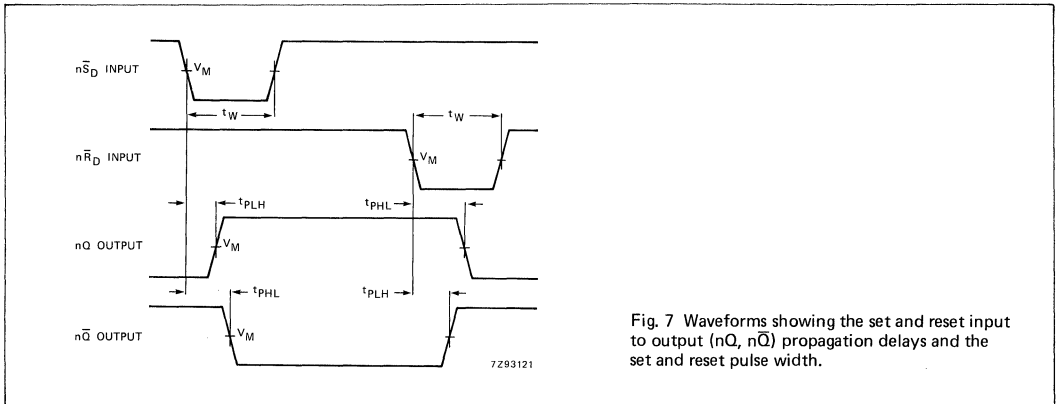 nS̅D INPUT
VM
tW
tW
nR̅D INPUT
VM
tPLH
tPHL
nQ OUTPUT
VM
tPHL
tPLH
nQ̅ OUTPUT
VM
7Z93121
Fig. 7 Waveforms showing the set and reset input
to output (nQ, nQ̅) propagation delays and the
set and reset pulse width.